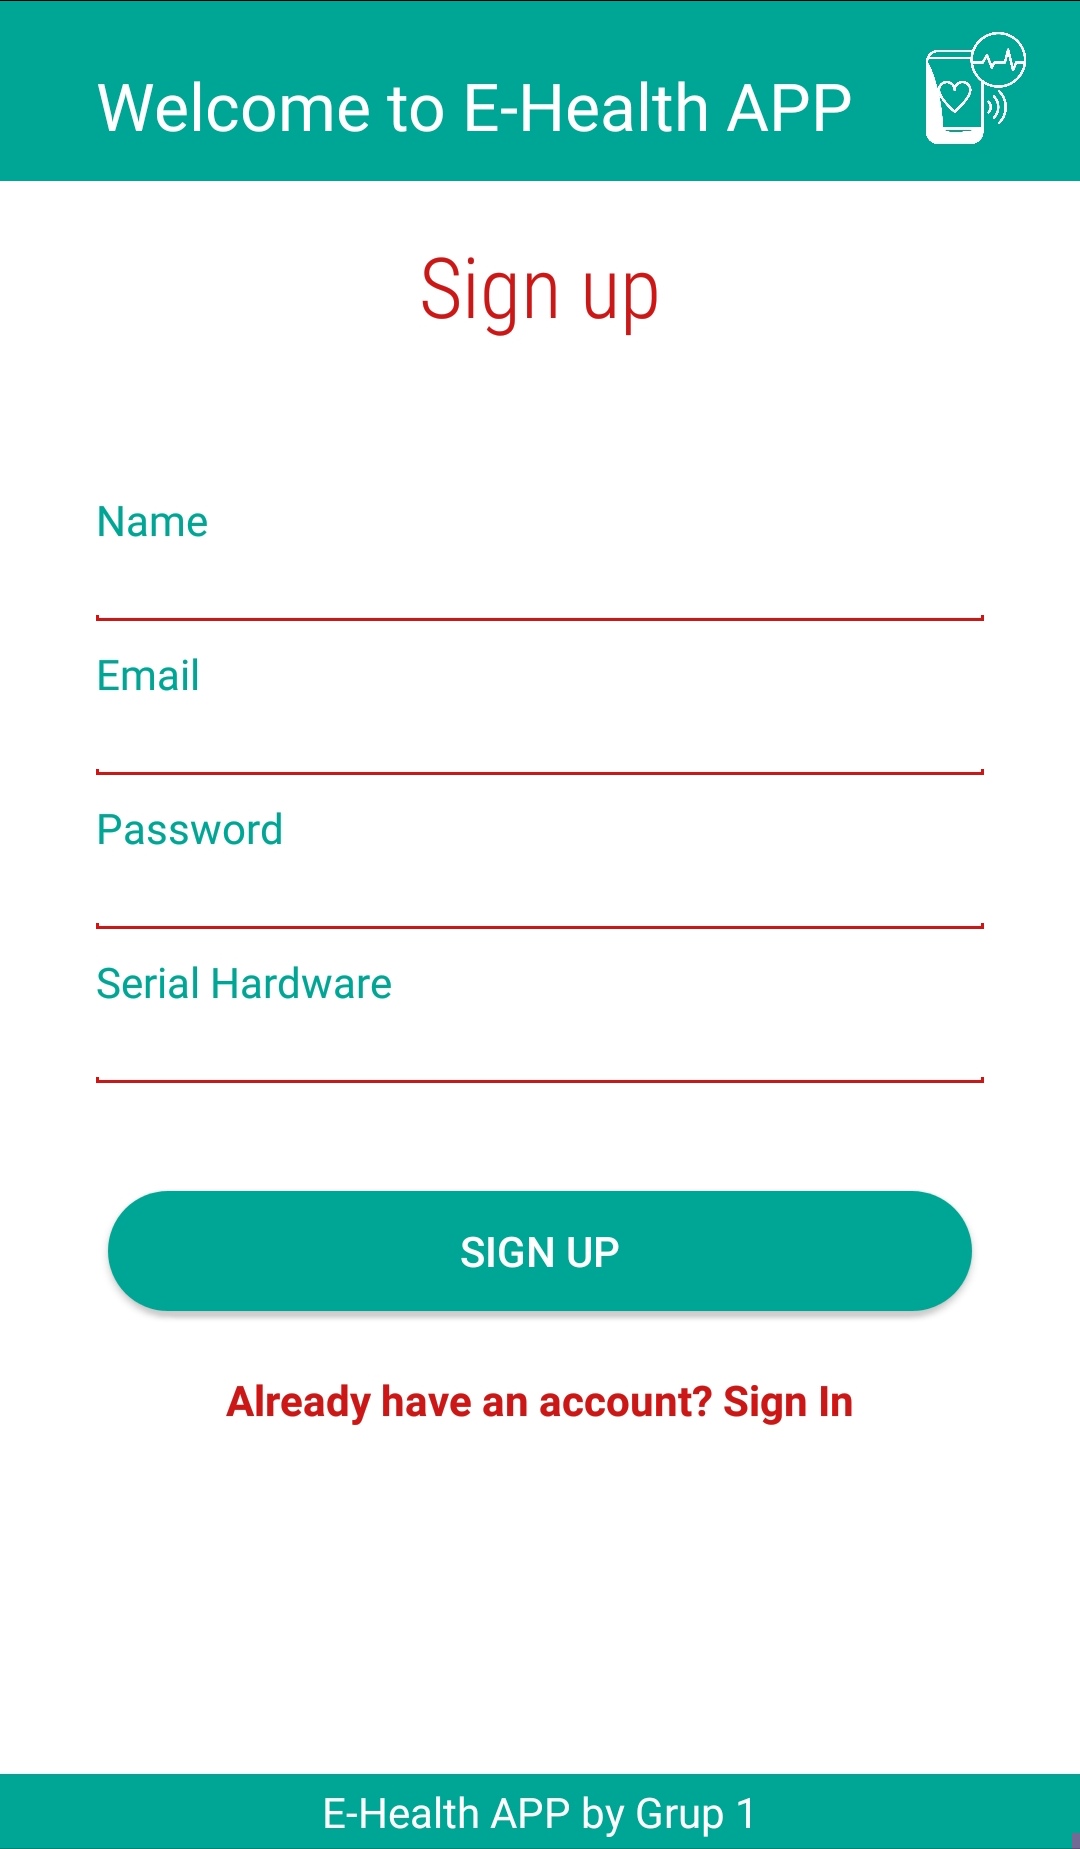 Welcome to E-Health APP
Sign up
Name
Email
Password
Serial Hardware
SIGN UP
Already have an account? Sign In
E-Health APP by Grup 1